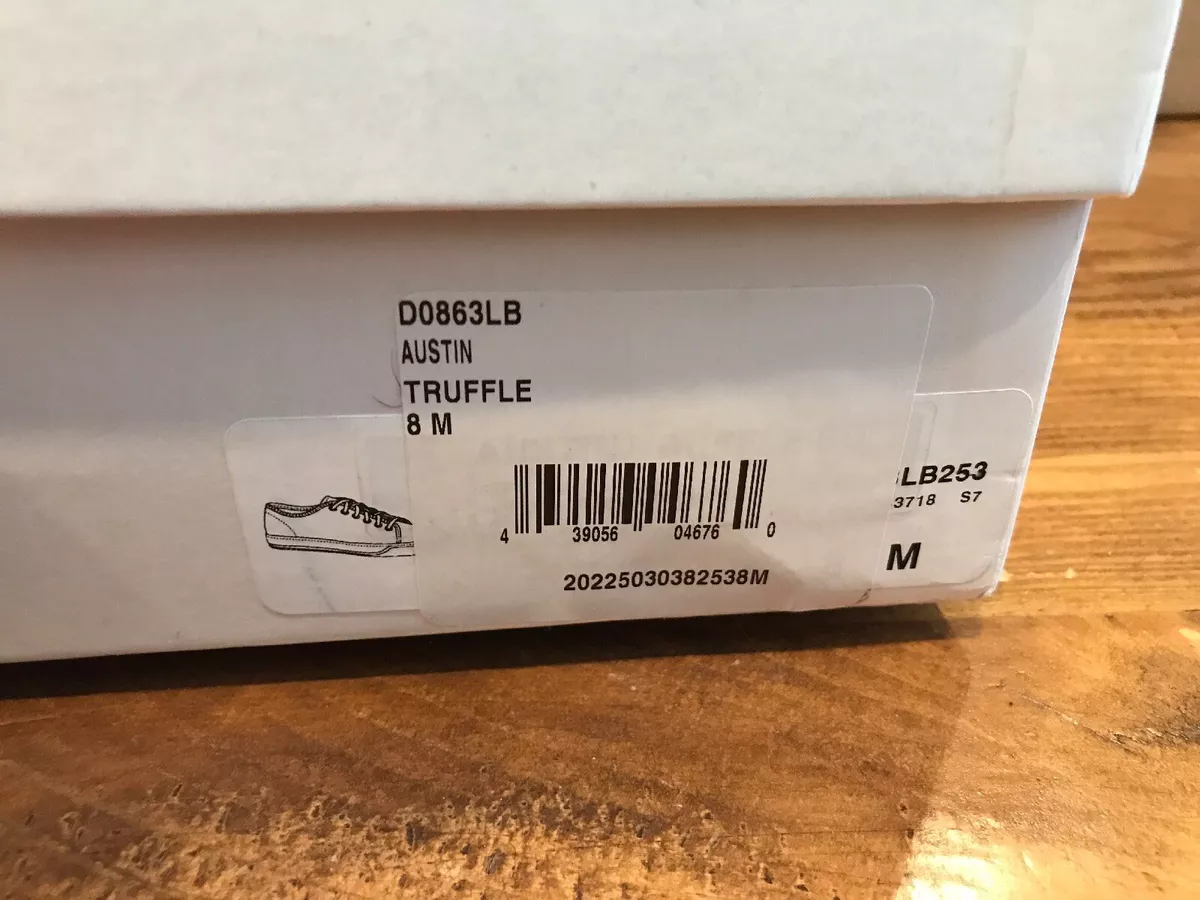 D0863LB
AUSTIN
TRUFFLE
8 M
4 39056 04676 0
20225030382538M
LB253
3718 S7
M